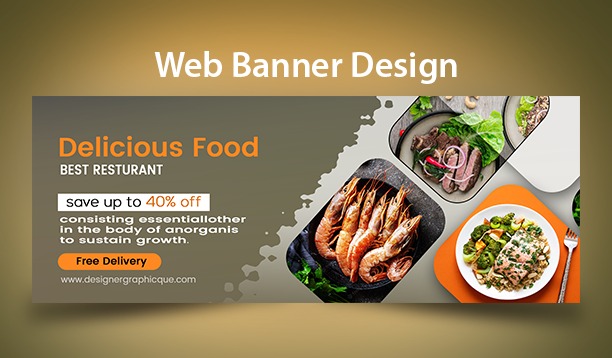 Web Banner Design
Delicious Food
BEST RESTURANT
save up to 40% off
consisting essentiallother
in the body of anorganis
to sustain growth.
Free Delivery
www.designergraphicque.com